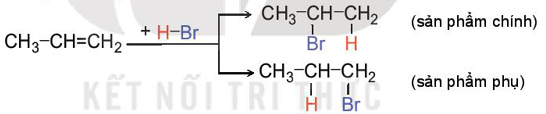 CH₃-CH-CH₂ (sản phẩm chính)
Br H
+ H-Br
CH₃-CH=CH₂
CH₃-CH-CH₂ (sản phẩm phụ)
H Br
KẾT NỐI TRI THỨC